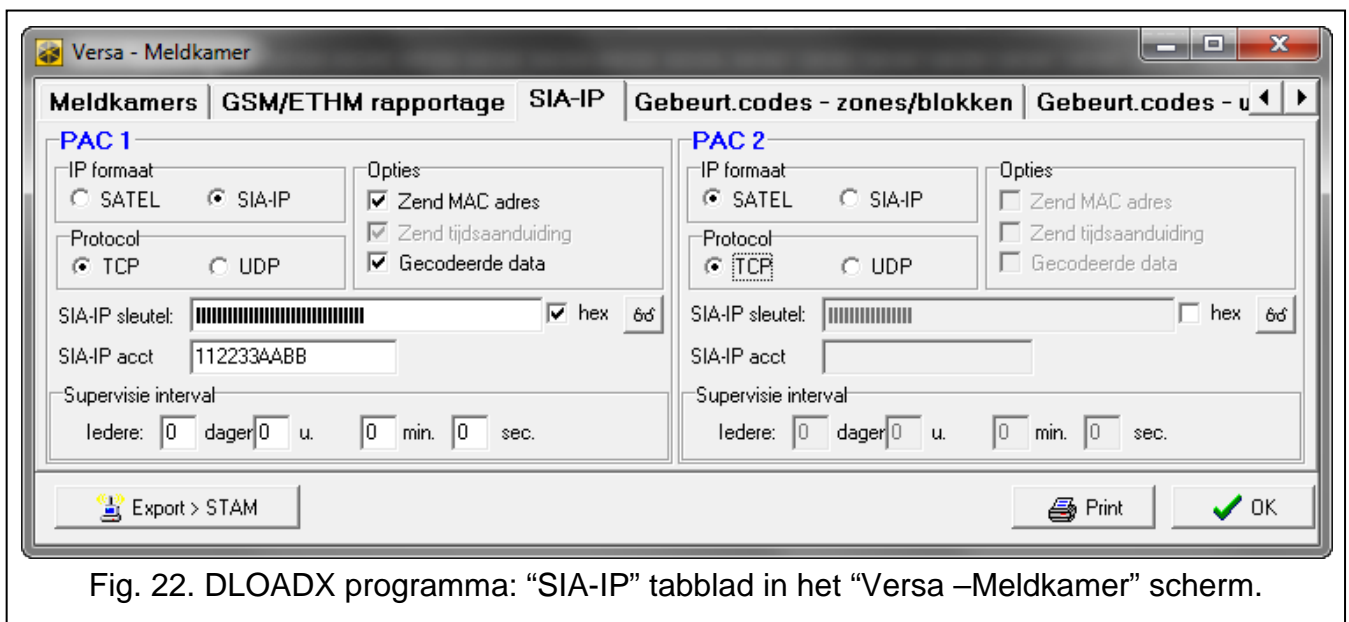 Versa - Meldkamer
Meldkamers GSM/ETHM rapportage SIA-IP Gebeurt.codes - zones/blokken Gebeurt.codes - u
PAC 1
IP formaat
SATEL SIA-IP
Protocol
TCP UDP
Opties
Zend MAC adres
Zend tijdsaanduiding
Gecodeerde data
SIA-IP sleutel: hex
SIA-IP acct 112233AABB
Supervisie interval
Iedere: 0 dager 0 u. 0 min. 0 sec.
PAC 2
IP formaat
SATEL SIA-IP
Protocol
TCP UDP
Opties
Zend MAC adres
Zend tijdsaanduiding
Gecodeerde data
SIA-IP sleutel: hex
SIA-IP acct
Supervisie interval
Iedere: 0 dager 0 u. 0 min. 0 sec.
Export > STAM Print OK
Fig. 22. DLOADX programma: “SIA-IP” tabblad in het “Versa –Meldkamer” scherm.